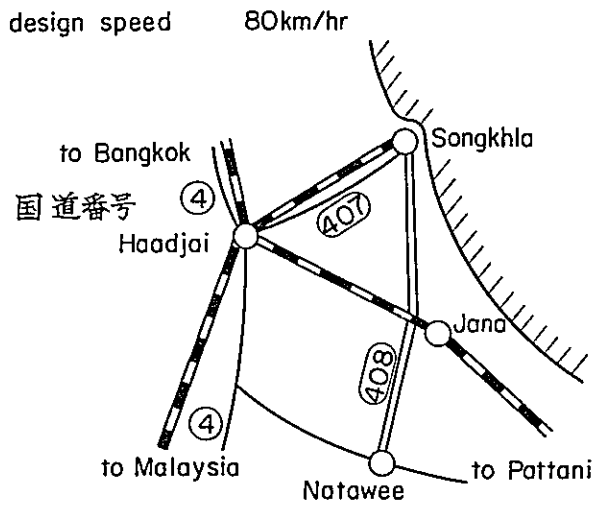 design speed 80km/hr
Songkhla
to Bangkok
4
国道番号
407
Haadjai
Jana
408
4
to Malaysia
to Pattani
Natawee